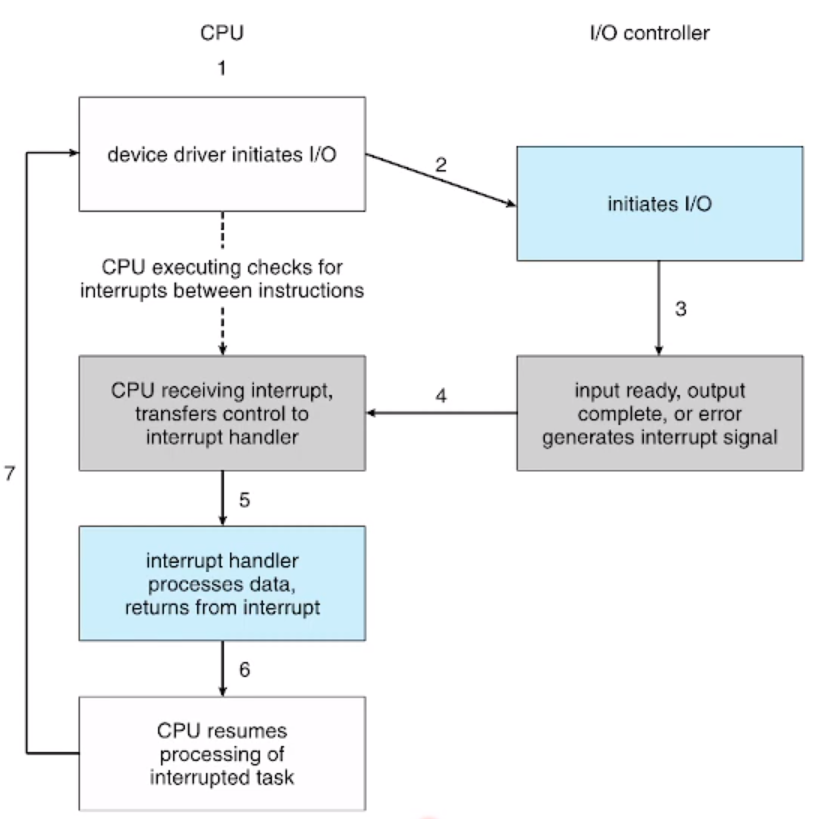 CPU
I/O controller
1
device driver initiates I/O
2
initiates I/O
CPU executing checks for
interrupts between instructions
3
CPU receiving interrupt,
transfers control to
interrupt handler
4
input ready, output
complete, or error
generates interrupt signal
7
5
interrupt handler
processes data,
returns from interrupt
6
CPU resumes
processing of
interrupted task